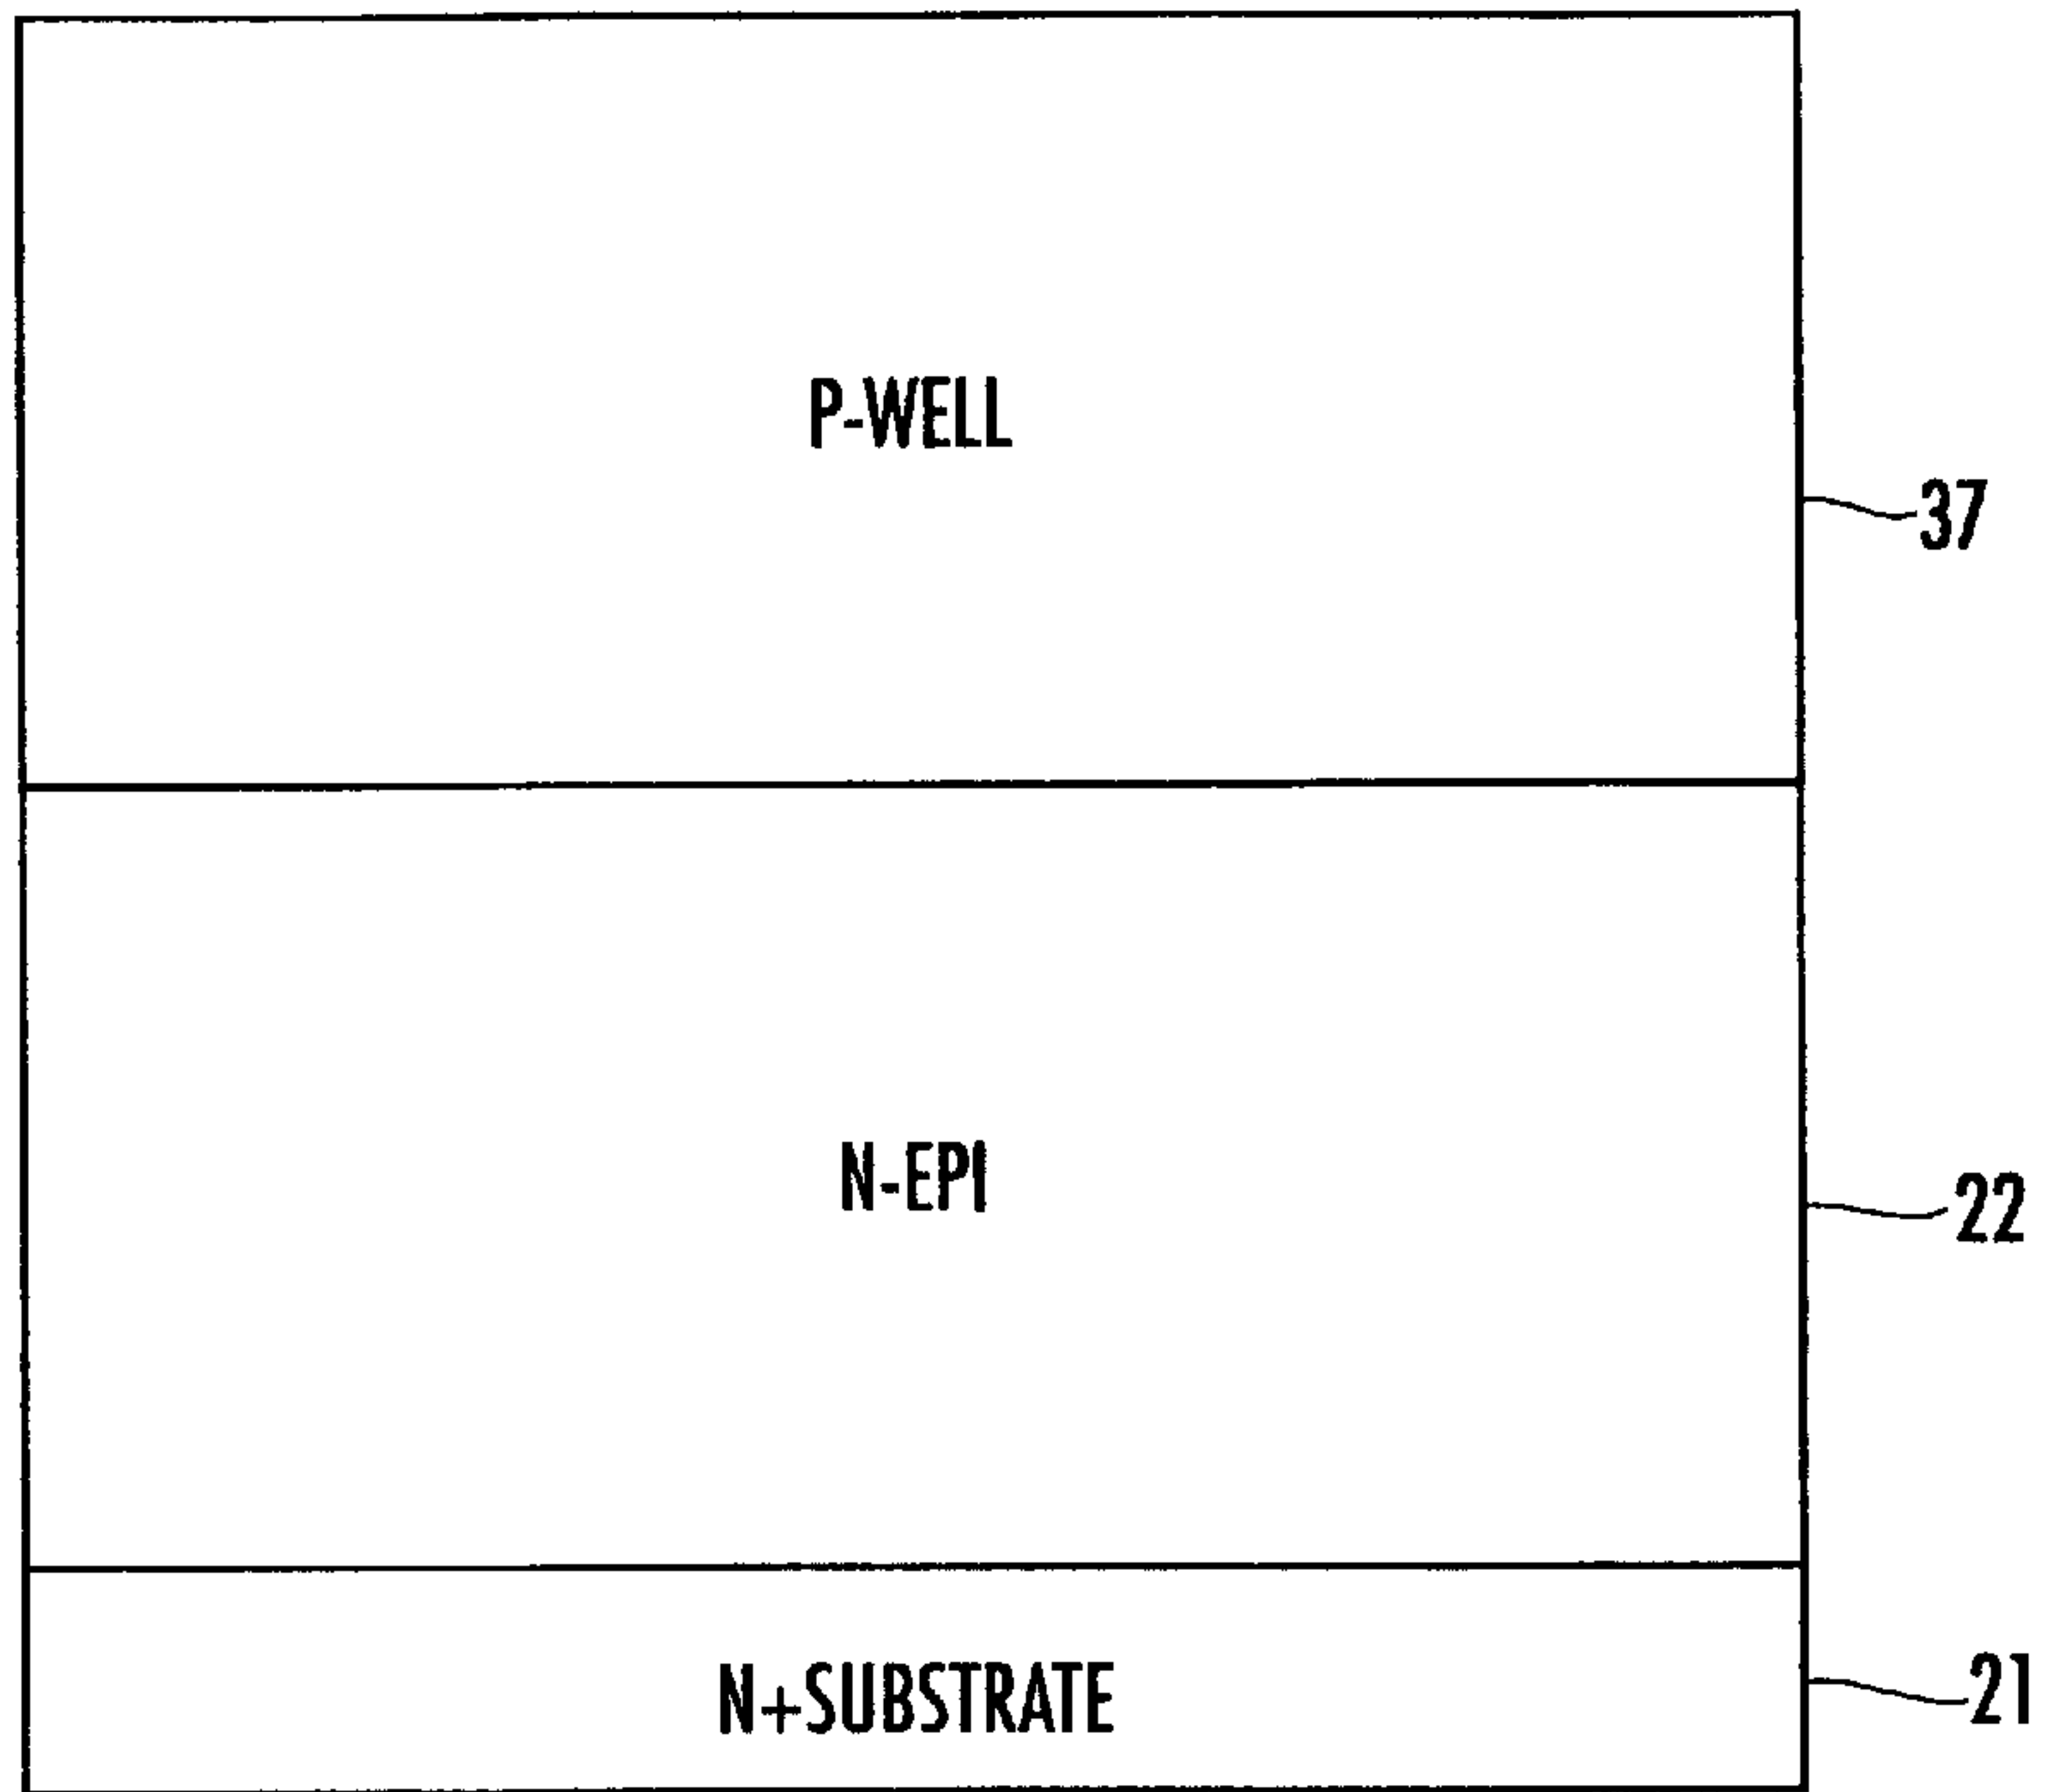 P-WELL
37
N-EPI
22
N+SUBSTRATE
21